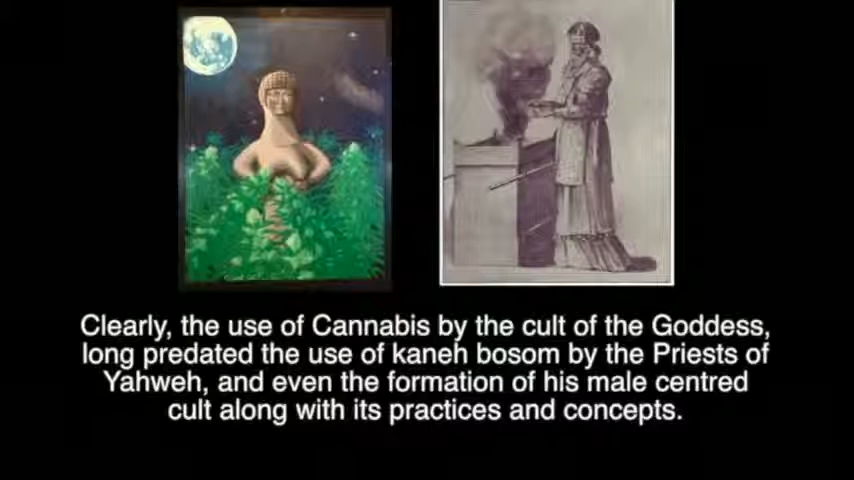 Clearly, the use of Cannabis by the cult of the Goddess,
long predated the use of kaneh bosom by the Priests of
Yahweh, and even the formation of his male centred
cult along with its practices and concepts.